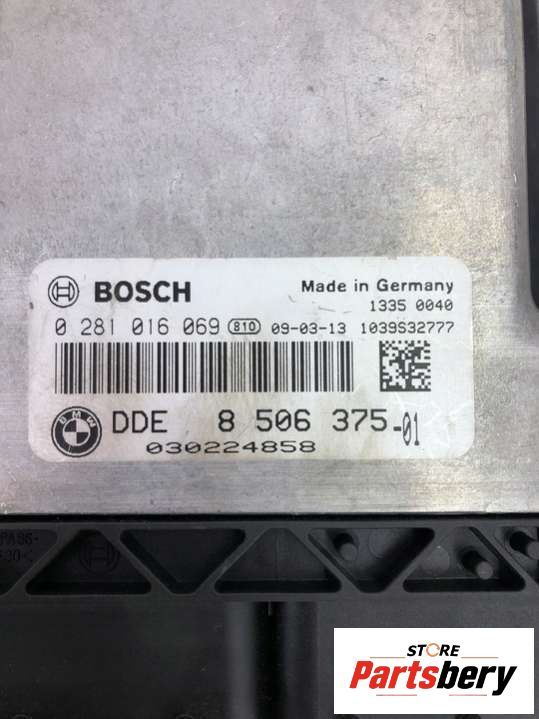 BOSCH Made in Germany
1335 0040
0 281 016 069 810 09-03-13 1039S32777
BMW DDE 8 506 375-01
030224858
STORE
Partsbery